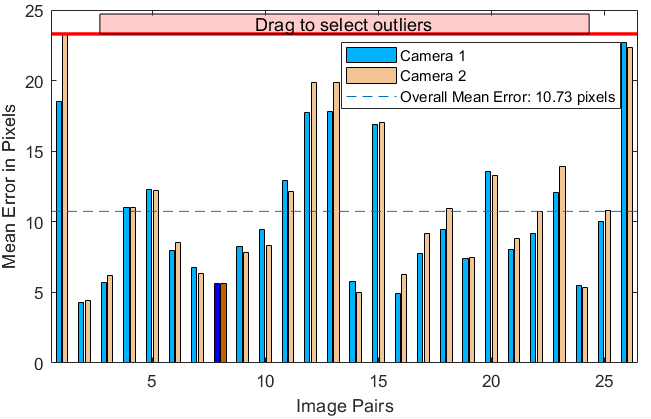 Drag to select outliers
Camera 1
Camera 2
Overall Mean Error: 10.73 pixels
Mean Error in Pixels
25
20
15
10
5
0
5 10 15 20 25
Image Pairs